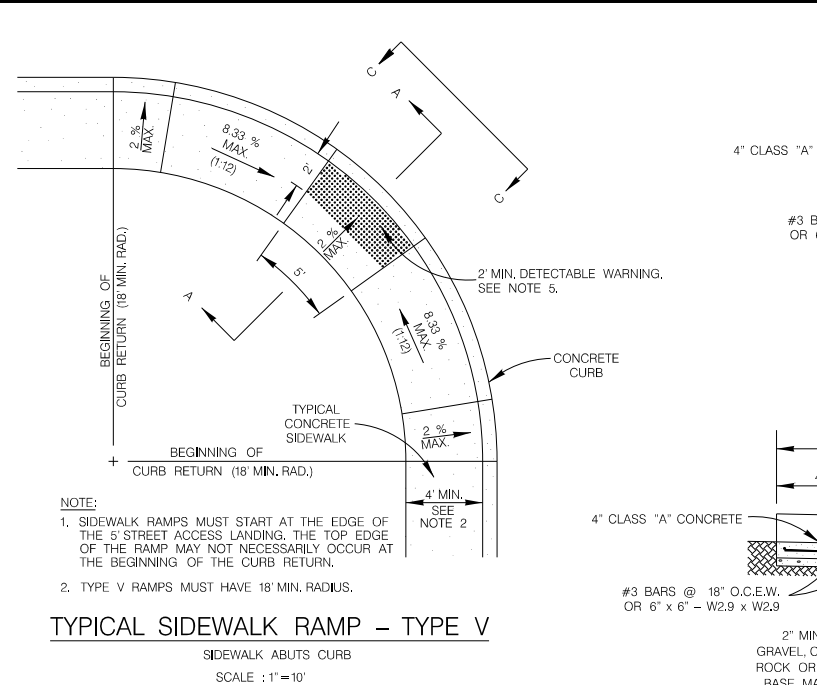 C
A
2 %
MAX.
8.33 %
MAX.
(1:12)
2'
4" CLASS "A"
C
#3 B
OR 6
2 %
MAX.
5'
2' MIN. DETECTABLE WARNING.
SEE NOTE 5.
A
BEGINNING OF
CURB RETURN (18' MIN. RAD.)
8.33 %
MAX.
(1:12)
CONCRETE
CURB
TYPICAL
CONCRETE
SIDEWALK
2 %
MAX.
BEGINNING OF
CURB RETURN (18' MIN. RAD.)
4' MIN.
SEE
NOTE 2
NOTE:
1. SIDEWALK RAMPS MUST START AT THE EDGE OF
THE 5' STREET ACCESS LANDING. THE TOP EDGE
OF THE RAMP MAY NOT NECESSARILY OCCUR AT
THE BEGINNING OF THE CURB RETURN.
2. TYPE V RAMPS MUST HAVE 18' MIN. RADIUS.
TYPICAL SIDEWALK RAMP – TYPE V
SIDEWALK ABUTS CURB
SCALE : 1"=10'
4" CLASS "A" CONCRETE
#3 BARS @ 18" O.C.E.W.
OR 6" x 6" – W2.9 x W2.9
2" MIN
GRAVEL, C
ROCK OR
BASE MA